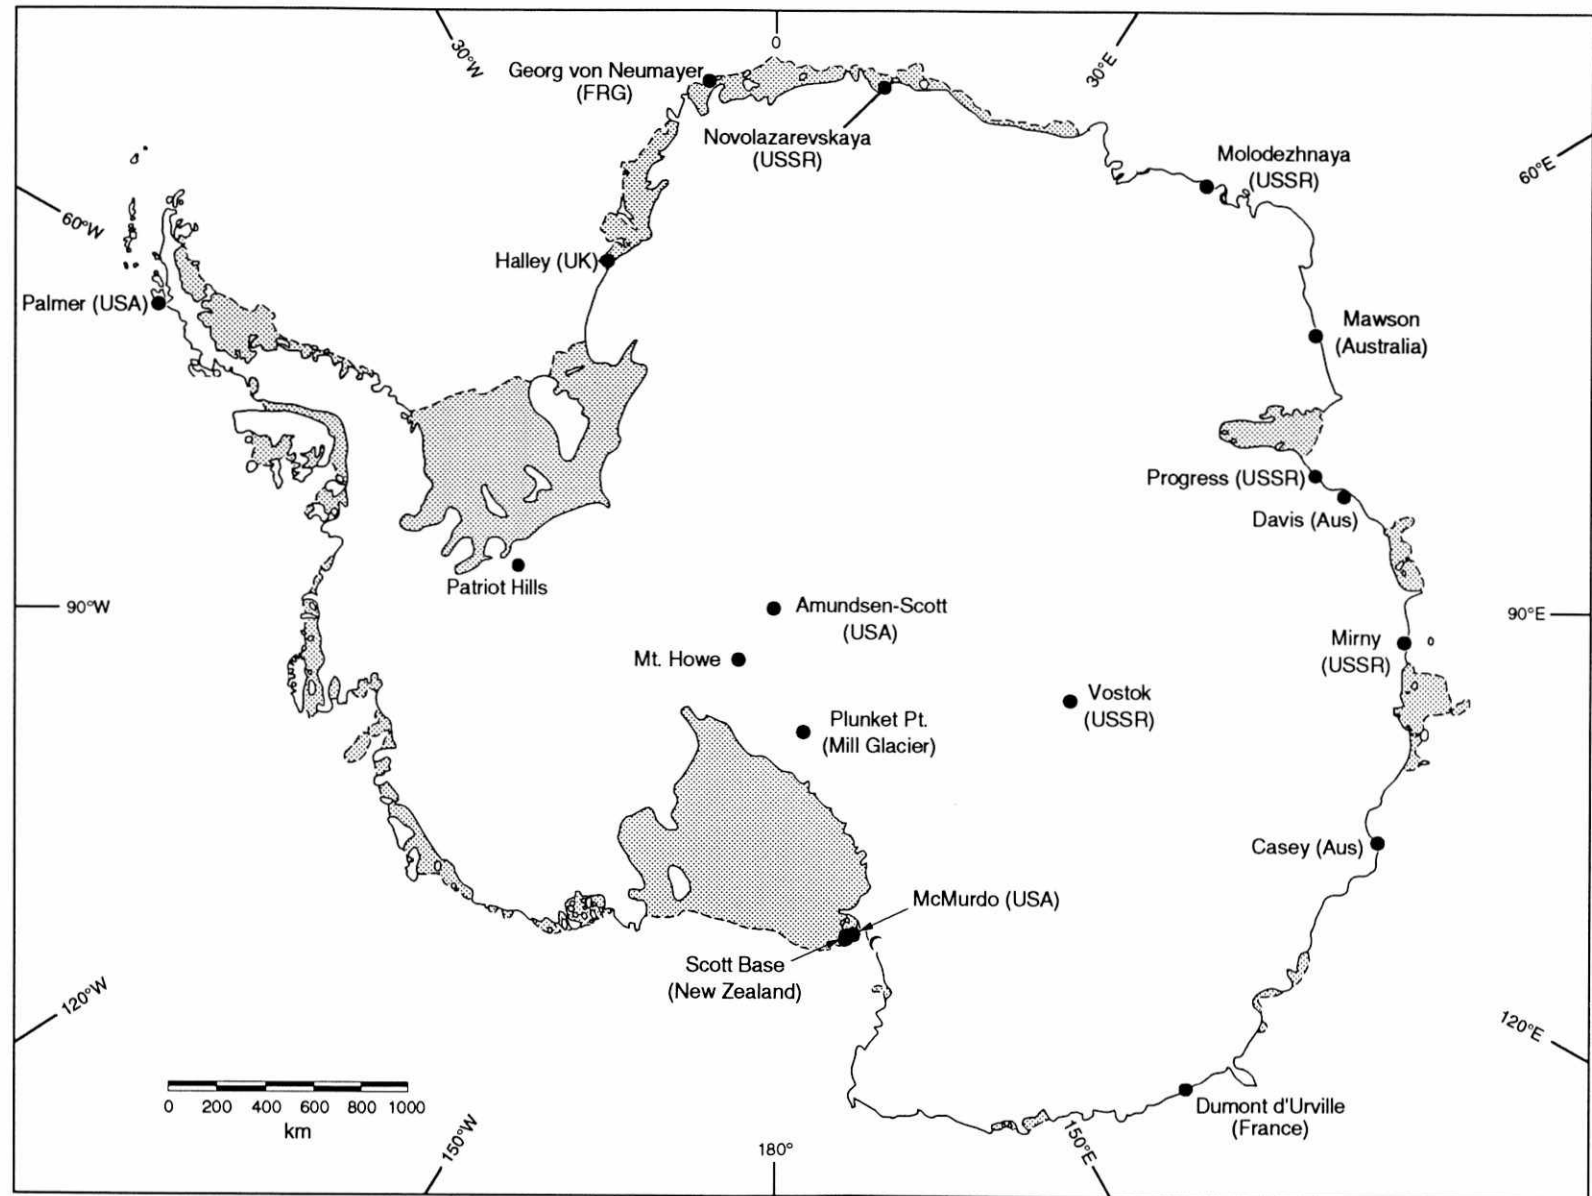 0
30°W
30°E
Georg von Neumayer
(FRG)
Novolazarevskaya
(USSR)
Molodezhnaya
(USSR)
60°E
60°W
Halley (UK)
Palmer (USA)
Mawson
(Australia)
Progress (USSR)
Davis (Aus)
Patriot Hills
90°W
Amundsen-Scott
(USA)
90°E
Mt. Howe
Mirny
(USSR)
Vostok
(USSR)
Plunket Pt.
(Mill Glacier)
Casey (Aus)
McMurdo (USA)
Scott Base
(New Zealand)
120°W
120°E
0 200 400 600 800 1000
km
Dumont d'Urville
(France)
150°W
180°
150°E